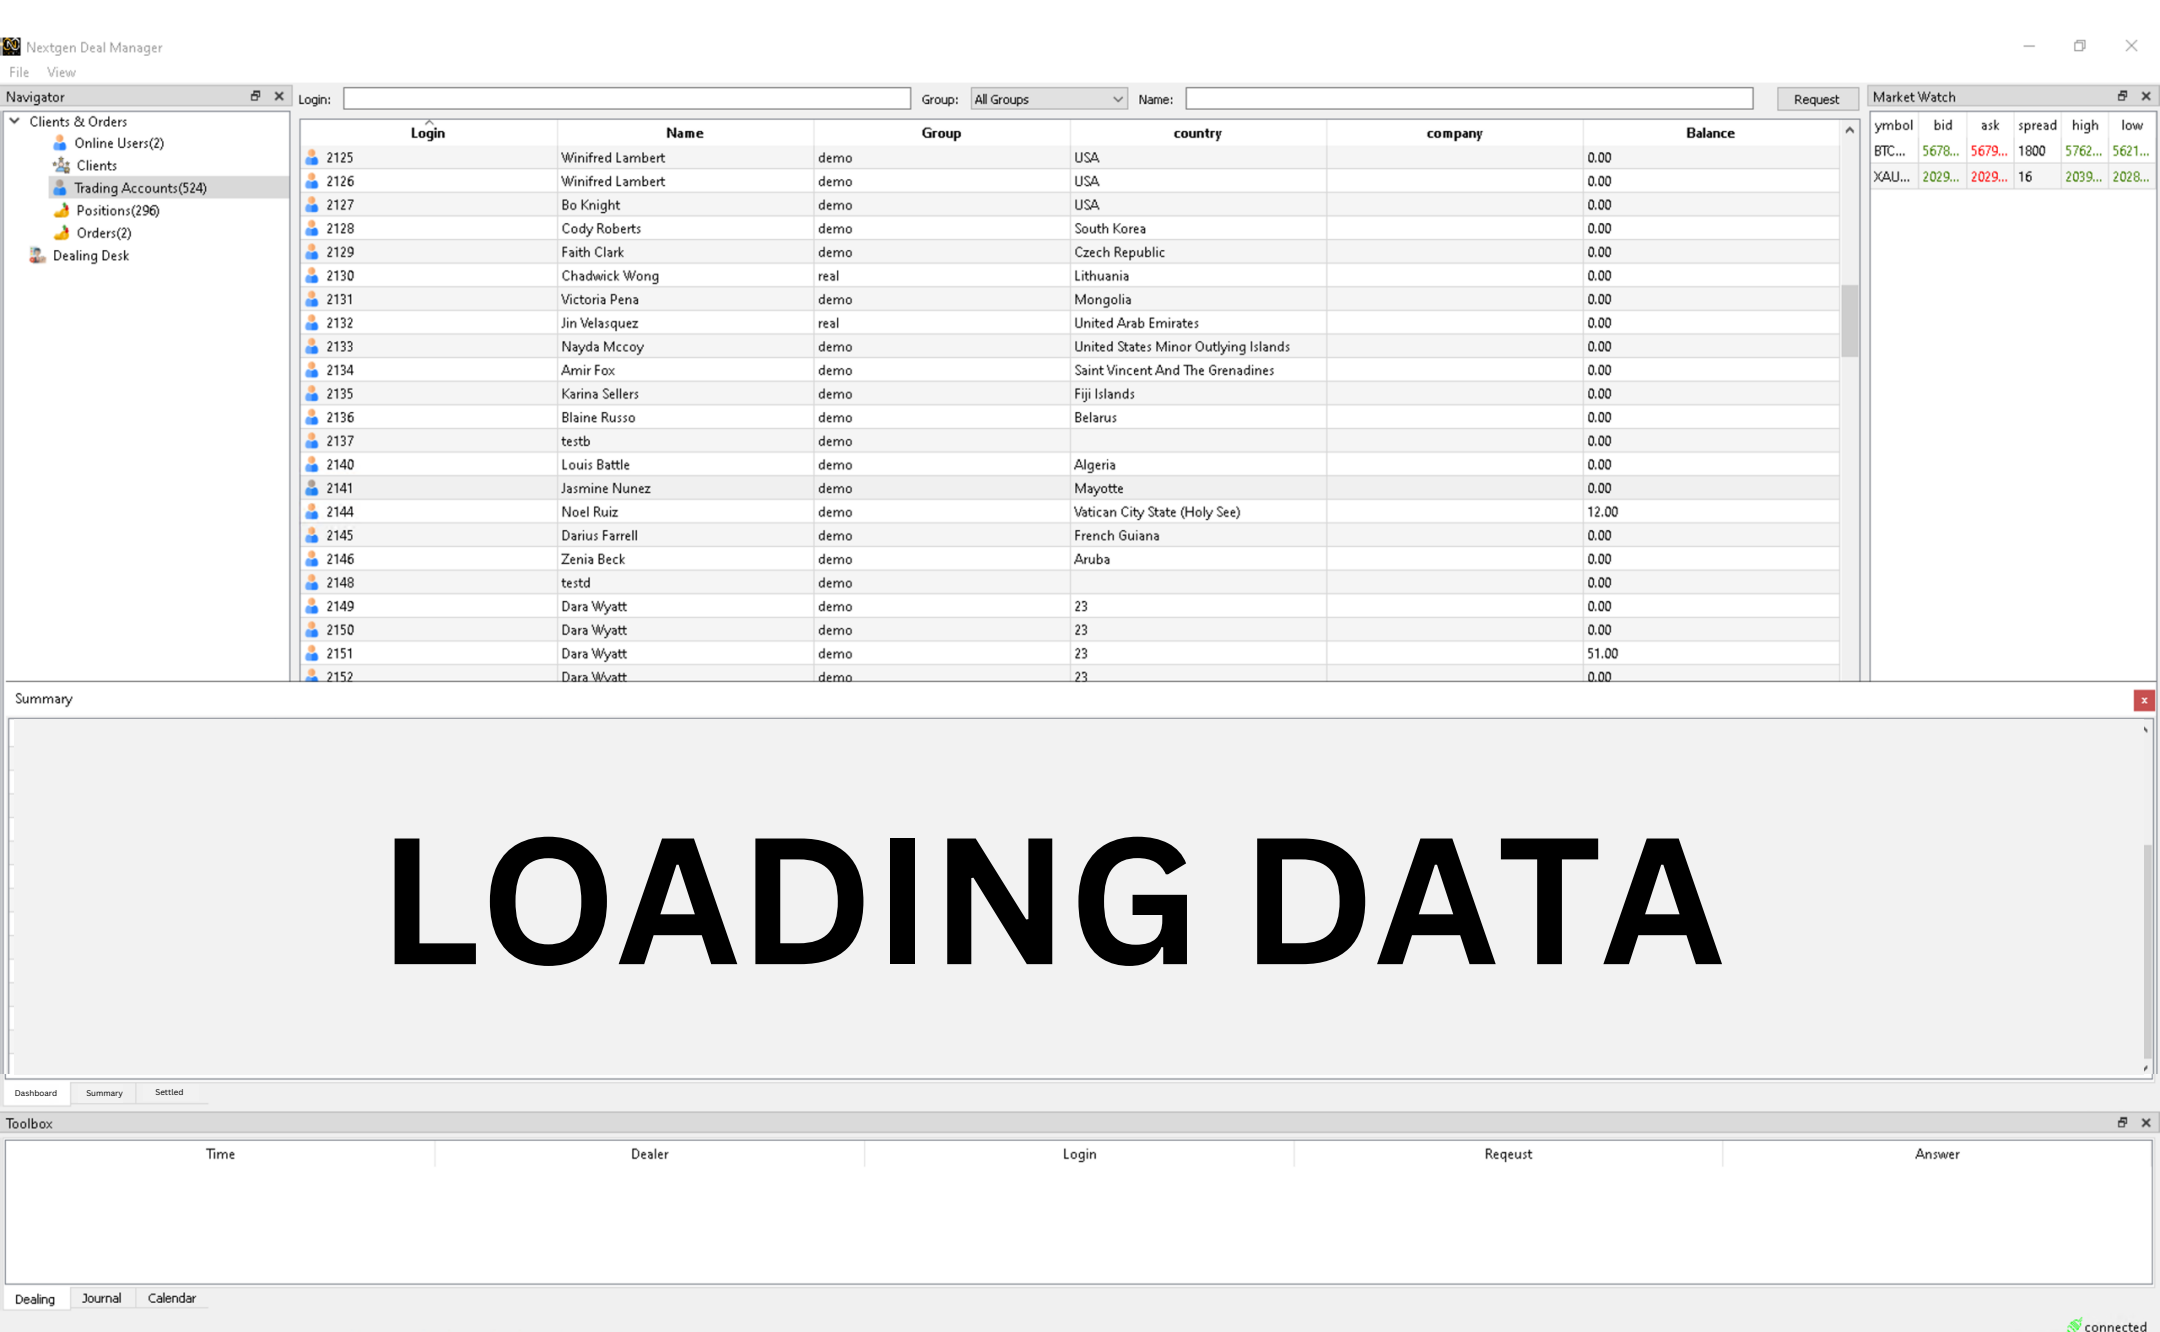 Nextgen Deal Manager
File View
Navigator
Login: Group: All Groups Name: Request
Market Watch
Clients & Orders
Online Users(2)
Clients
Trading Accounts(524)
Positions(296)
Orders(2)
Dealing Desk
Login Name Group country company Balance
2125 Winifred Lambert demo USA 0.00
2126 Winifred Lambert demo USA 0.00
2127 Bo Knight demo USA 0.00
2128 Cody Roberts demo South Korea 0.00
2129 Faith Clark demo Czech Republic 0.00
2130 Chadwick Wong real Lithuania 0.00
2131 Victoria Pena demo Mongolia 0.00
2132 Jin Velasquez real United Arab Emirates 0.00
2133 Nayda Mccoy demo United States Minor Outlying Islands 0.00
2134 Amir Fox demo Saint Vincent And The Grenadines 0.00
2135 Karina Sellers demo Fiji Islands 0.00
2136 Blaine Russo demo Belarus 0.00
2137 testb demo 0.00
2140 Louis Battle demo Algeria 0.00
2141 Jasmine Nunez demo Mayotte 0.00
2144 Noel Ruiz demo Vatican City State (Holy See) 12.00
2145 Darius Farrell demo French Guiana 0.00
2146 Zenia Beck demo Aruba 0.00
2148 testd demo 0.00
2149 Dara Wyatt demo 23 0.00
2150 Dara Wyatt demo 23 0.00
2151 Dara Wyatt demo 23 51.00
2152 Dara Wyatt demo 23 0.00
ymbol bid ask spread high low
BTC... 5678... 5679... 1800 5762... 5621...
XAU... 2029... 2029... 16 2039... 2028...
Summary
LOADING DATA
Dashboard Summary Settled
Toolbox
Time Dealer Login Reqeust Answer
Dealing Journal Calendar
connected